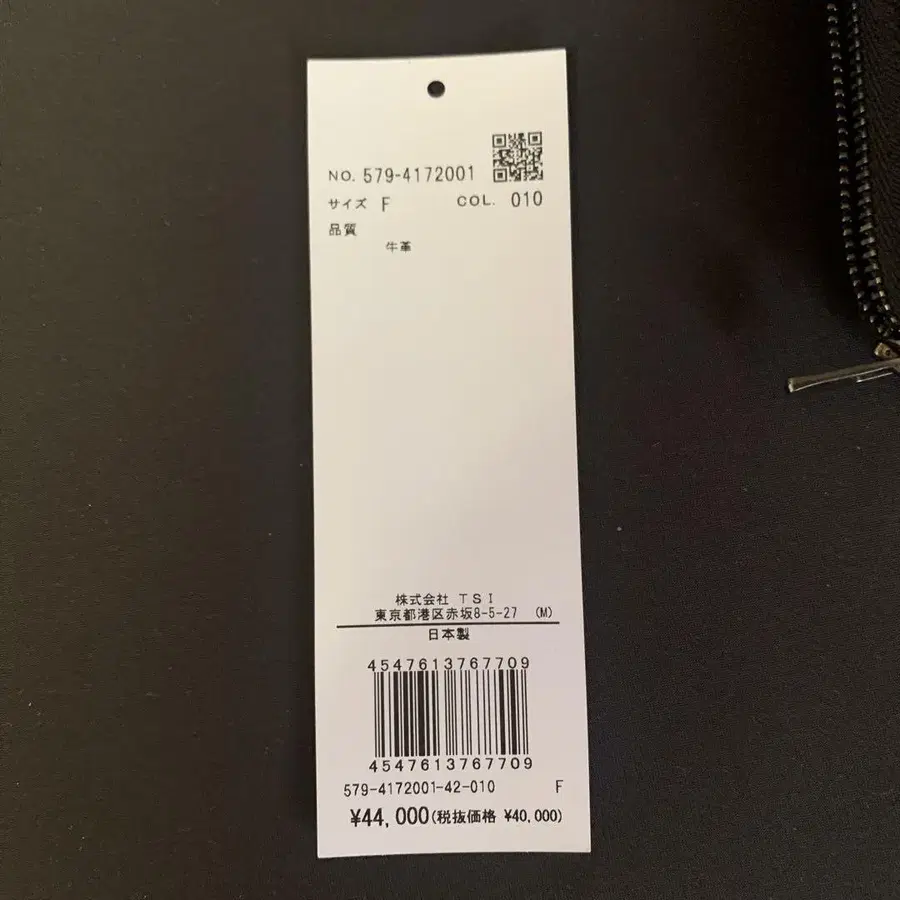 NO. 579-4172001
サイズ F COL. 010
品質
牛革
株式会社 TSI
東京都港区赤坂8-5-27 (M)
日本製
4547613767709
4547613767709
579-4172001-42-010 F
¥44,000(税抜価格 ¥40,000)